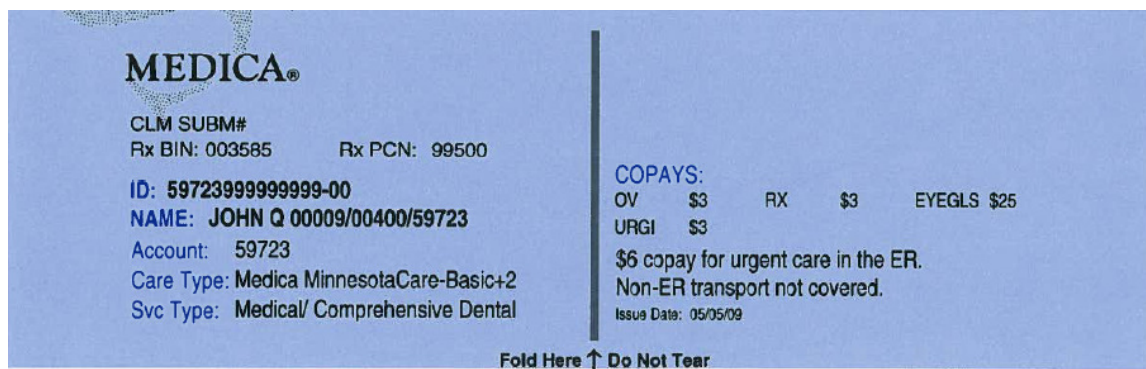 MEDICA®
CLM SUBM#
Rx BIN: 003585 Rx PCN: 99500
ID: 59723999999999-00
NAME: JOHN Q 00009/00400/59723
Account: 59723
Care Type: Medica MinnesotaCare-Basic+2
Svc Type: Medical/ Comprehensive Dental
COPAYS:
OV $3 RX $3 EYEGLS $25
URGI $3
$6 copay for urgent care in the ER.
Non-ER transport not covered.
Issue Date: 05/05/09
Fold Here ↑ Do Not Tear